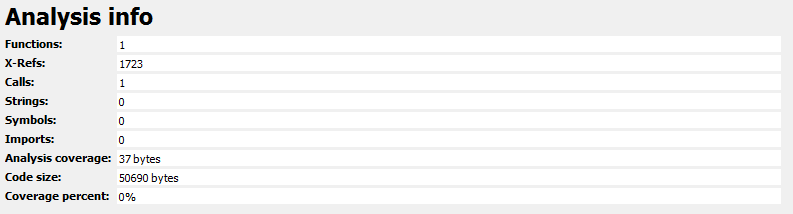 Analysis info
Functions: 1
X-Refs: 1723
Calls: 1
Strings: 0
Symbols: 0
Imports: 0
Analysis coverage: 37 bytes
Code size: 50690 bytes
Coverage percent: 0%